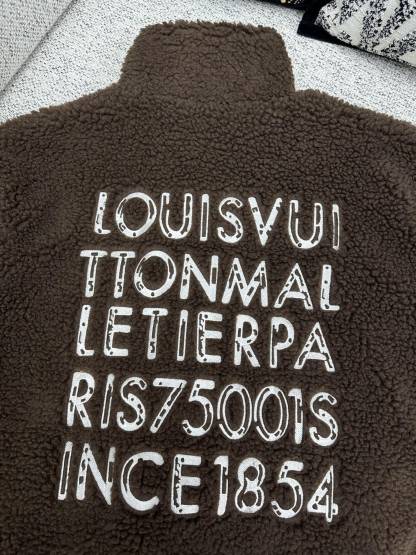 LOUISVUI
TTONMAL
LETIERPA
RIS75001S
INCE1854